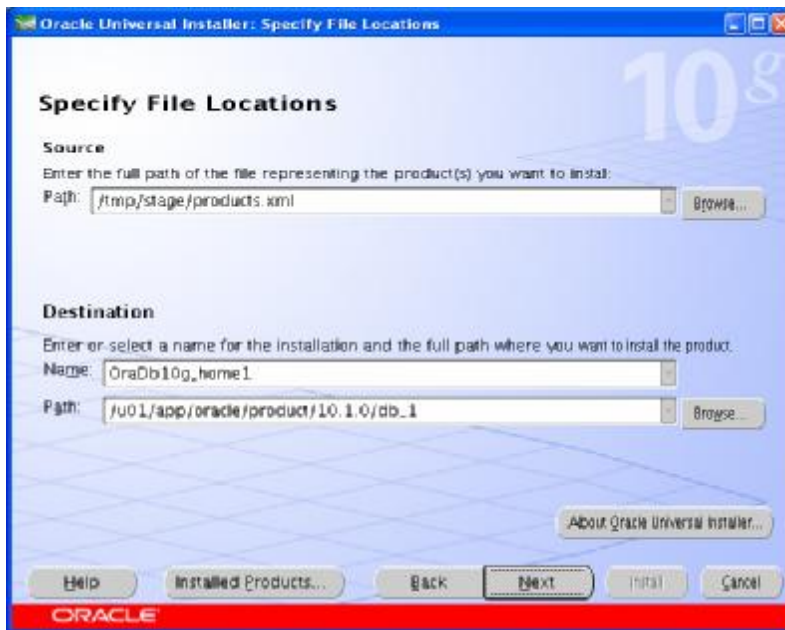 Oracle Universal Installer: Specify File Locations
10g
Specify File Locations
Source
Enter the full path of the file representing the product(s) you want to install:
Path: /tmp/stage/products.xml Browse...
Destination
Enter or select a name for the installation and the full path where you want to install the product.
Name: OraDb10g_home1
Path: /u01/app/oracle/product/10.1.0/db_1 Browse...
About Oracle Universal Installer...
Help Installed Products... Back Next Install Cancel
ORACLE